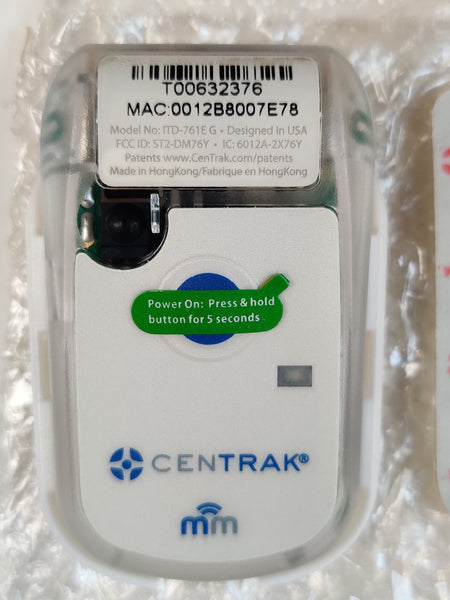 T00632376
MAC:0012B8007E78
Model No: ITD-761E G • Designed in USA
FCC ID: ST2-DM76Y • IC: 6012A-2X76Y
Patents www.CenTrak.com/patents
Made in HongKong/Fabrique en HongKong
Power On: Press & hold
button for 5 seconds
CENTRAK®
mm